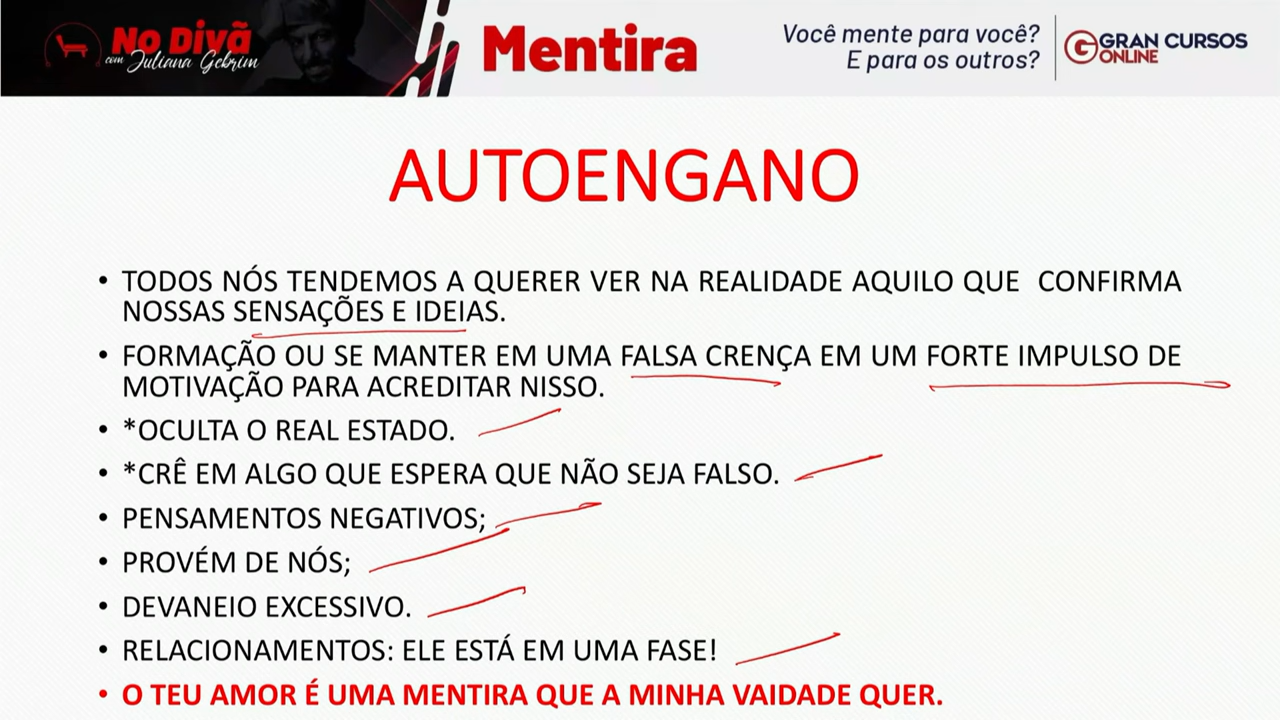 No Divã
com Juliana Gebrim
Mentira
Você mente para você?
E para os outros?
GRAN CURSOS
ONLINE
AUTOENGANO
• TODOS NÓS TENDEMOS A QUERER VER NA REALIDADE AQUILO QUE CONFIRMA
NOSSAS SENSAÇÕES E IDEIAS.
• FORMAÇÃO OU SE MANTER EM UMA FALSA CRENÇA EM UM FORTE IMPULSO DE
MOTIVAÇÃO PARA ACREDITAR NISSO.
• *OCULTA O REAL ESTADO.
• *CRÊ EM ALGO QUE ESPERA QUE NÃO SEJA FALSO.
• PENSAMENTOS NEGATIVOS;
• PROVÉM DE NÓS;
• DEVANEIO EXCESSIVO.
• RELACIONAMENTOS: ELE ESTÁ EM UMA FASE!
• O TEU AMOR É UMA MENTIRA QUE A MINHA VAIDADE QUER.